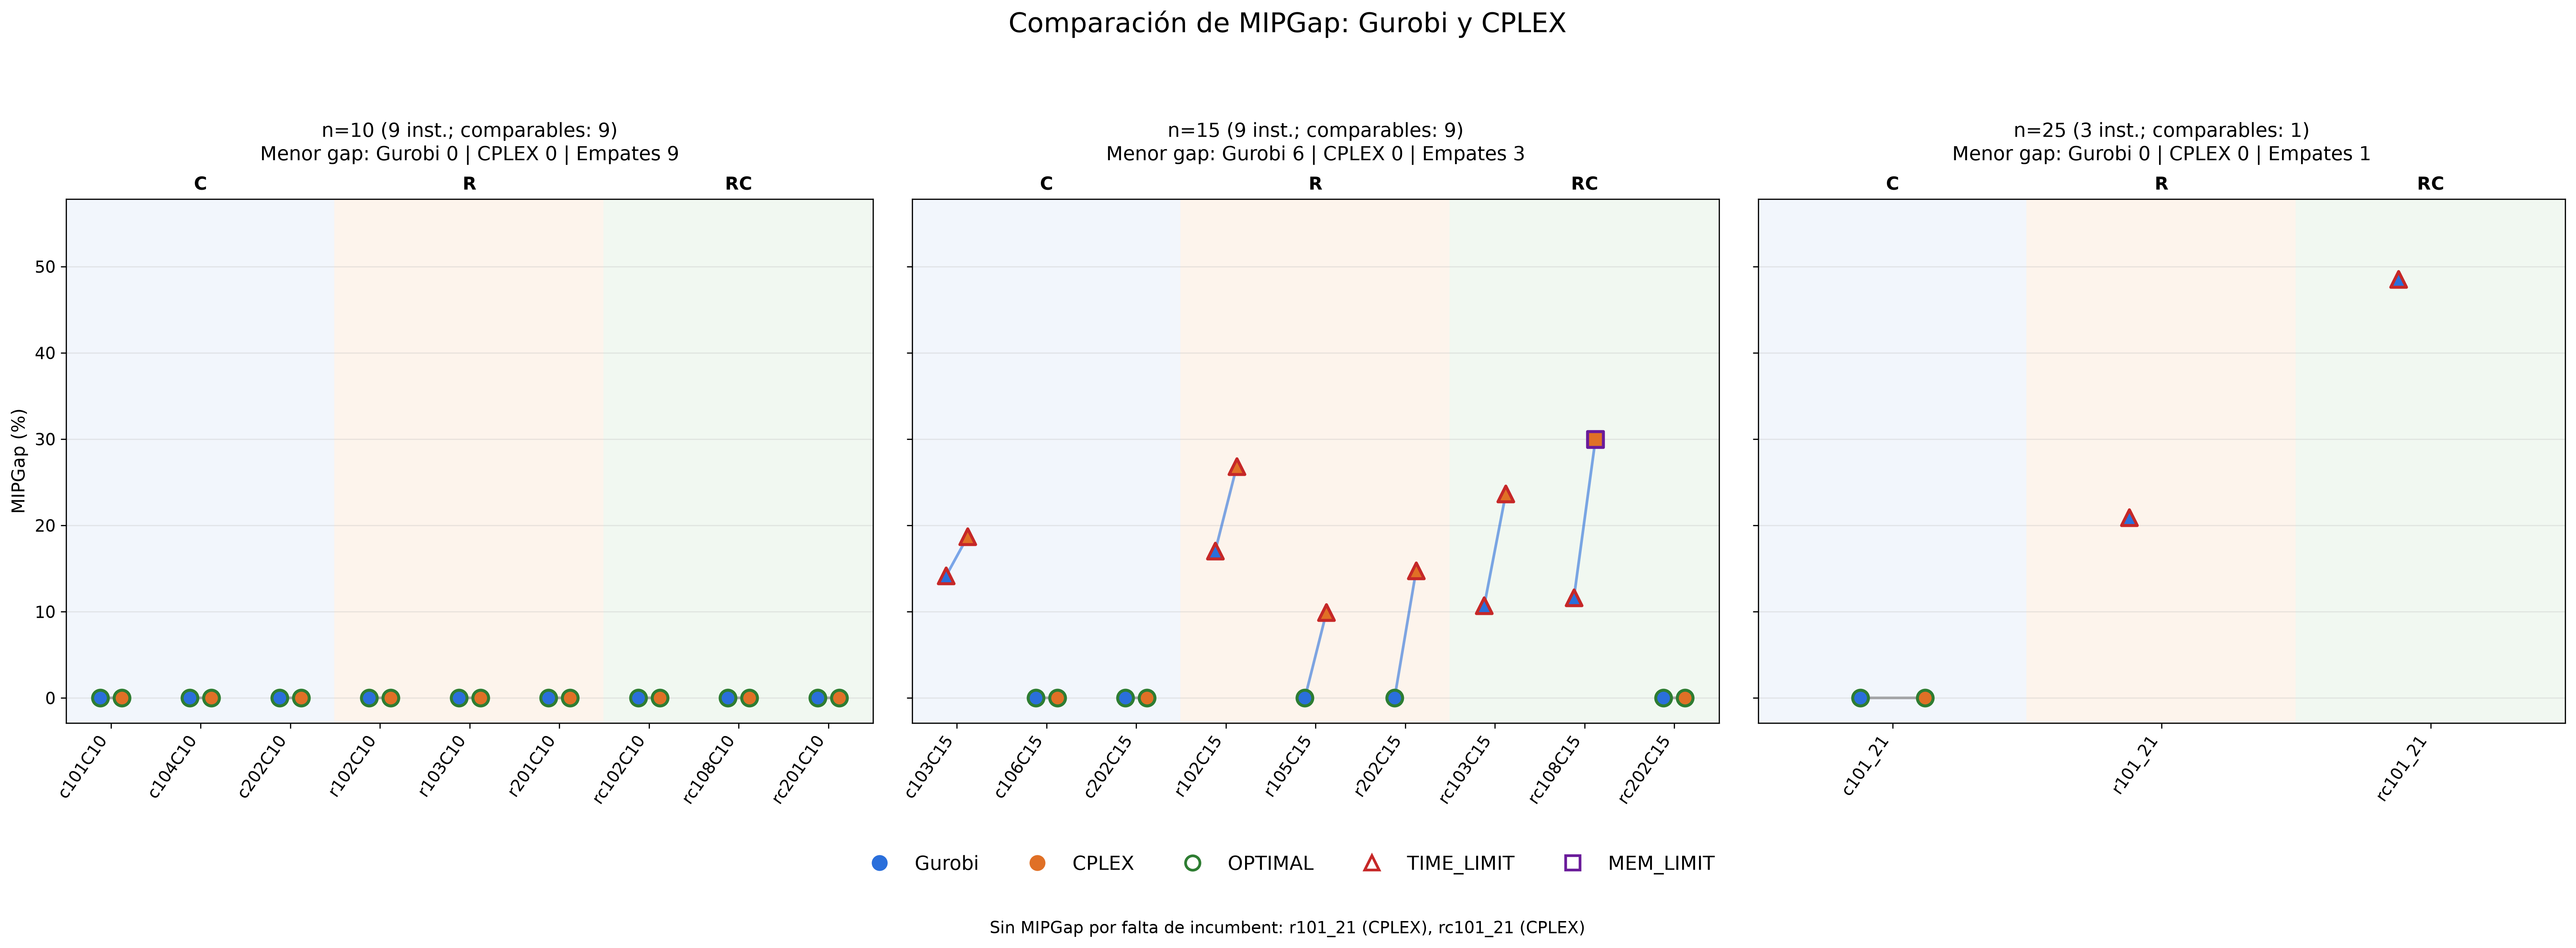 Comparación de MIPGap: Gurobi y CPLEX
n=10 (9 inst.; comparables: 9)
Menor gap: Gurobi 0 | CPLEX 0 | Empates 9
C R RC
MIPGap (%)
50
40
30
20
10
0
c101C10
c104C10
c202C10
r102C10
r103C10
r201C10
rc102C10
rc108C10
rc201C10
n=15 (9 inst.; comparables: 9)
Menor gap: Gurobi 6 | CPLEX 0 | Empates 3
C R RC
c103C15
c106C15
c202C15
r102C15
r105C15
r202C15
rc103C15
rc108C15
rc202C15
n=25 (3 inst.; comparables: 1)
Menor gap: Gurobi 0 | CPLEX 0 | Empates 1
C R RC
c101_21
r101_21
rc101_21
Gurobi CPLEX OPTIMAL TIME_LIMIT MEM_LIMIT
Sin MIPGap por falta de incumbent: r101_21 (CPLEX), rc101_21 (CPLEX)